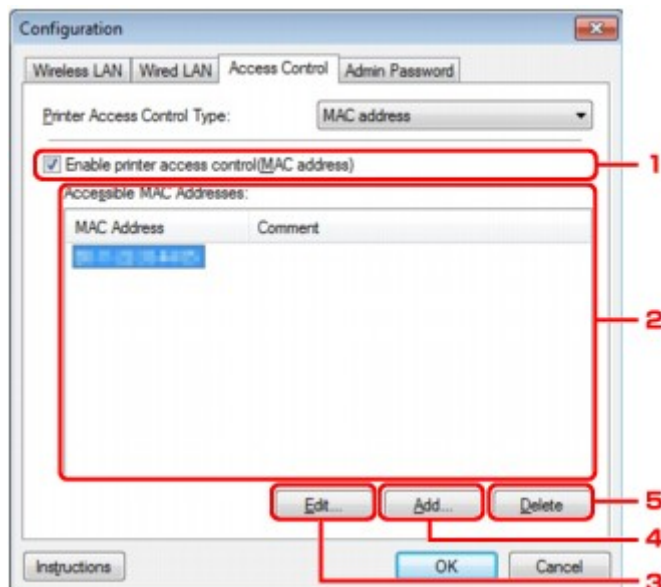 Configuration
Wireless LAN Wired LAN Access Control Admin Password
Printer Access Control Type: MAC address
Enable printer access control(MAC address) 1
Accessible MAC Addresses:
MAC Address Comment
2
Edit... Add... Delete 5
4
Instructions OK Cancel
3